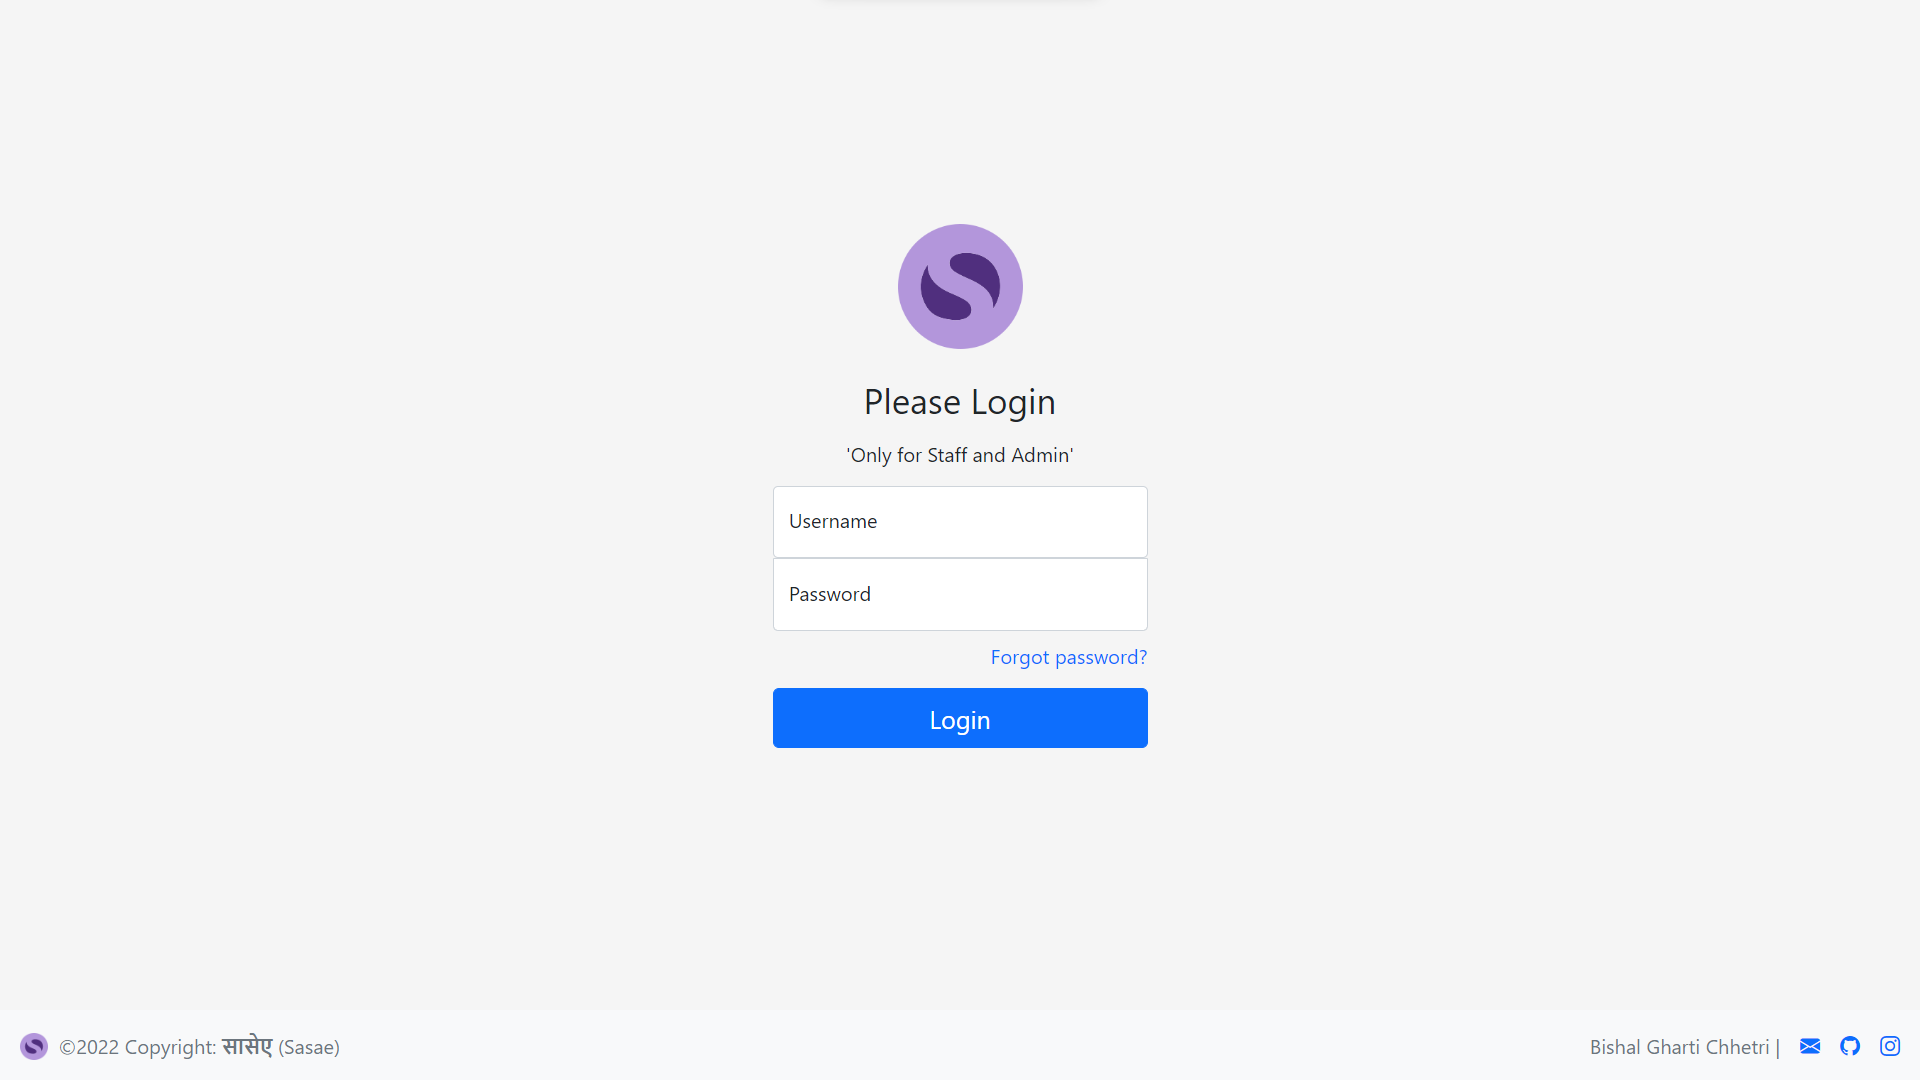 Please Login
'Only for Staff and Admin'
Username
Password
Forgot password?
Login
©2022 Copyright: सासेए (Sasae)
Bishal Gharti Chhetri |